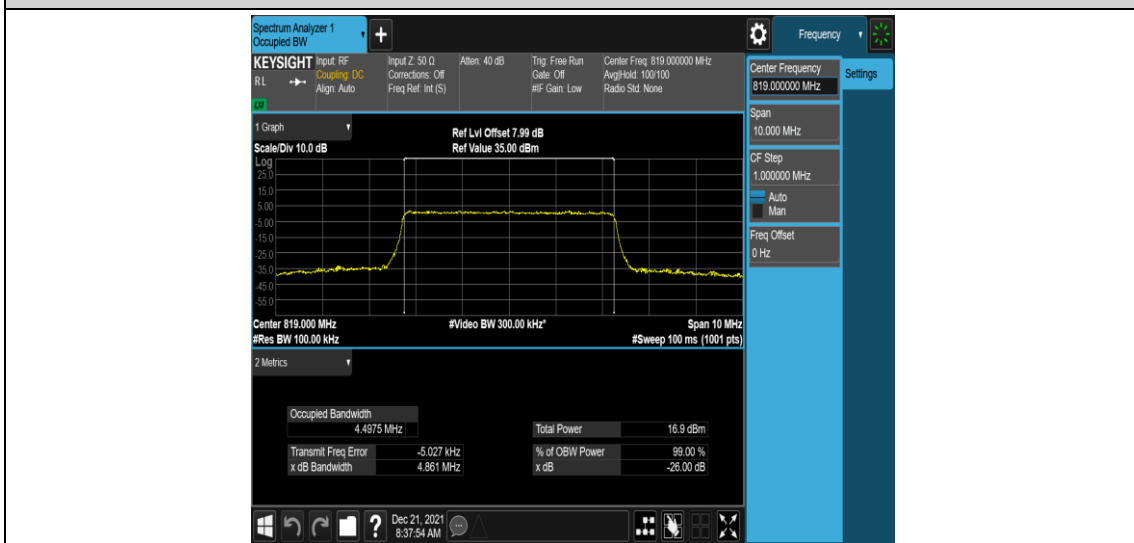 Spectrum Analyzer 1
Occupied BW
+
Frequency
KEYSIGHT
RL
LXI
Input: RF
Coupling: DC
Align: Auto
Input Z: 50 Ω
Corrections: Off
Freq Ref: Int (S)
Atten: 40 dB
Trig: Free Run
Gate: Off
#IF Gain: Low
Center Freq: 819.000000 MHz
Avg|Hold: 100/100
Radio Std: None
Center Frequency
819.000000 MHz
Settings
Span
10.000 MHz
CF Step
1.000000 MHz
Auto
Man
Freq Offset
0 Hz
1 Graph
Scale/Div 10.0 dB
Ref Lvl Offset 7.99 dB
Ref Value 35.00 dBm
Log
25.0
15.0
5.00
-5.00
-15.0
-25.0
-35.0
-45.0
-55.0
Center 819.000 MHz
#Video BW 300.00 kHz*
Span 10 MHz
#Res BW 100.00 kHz
#Sweep 100 ms (1001 pts)
2 Metrics
Occupied Bandwidth
4.4975 MHz
Total Power 16.9 dBm
Transmit Freq Error -5.027 kHz
% of OBW Power 99.00 %
x dB Bandwidth 4.861 MHz
x dB -26.00 dB
?
Dec 21, 2021
8:37:54 AM